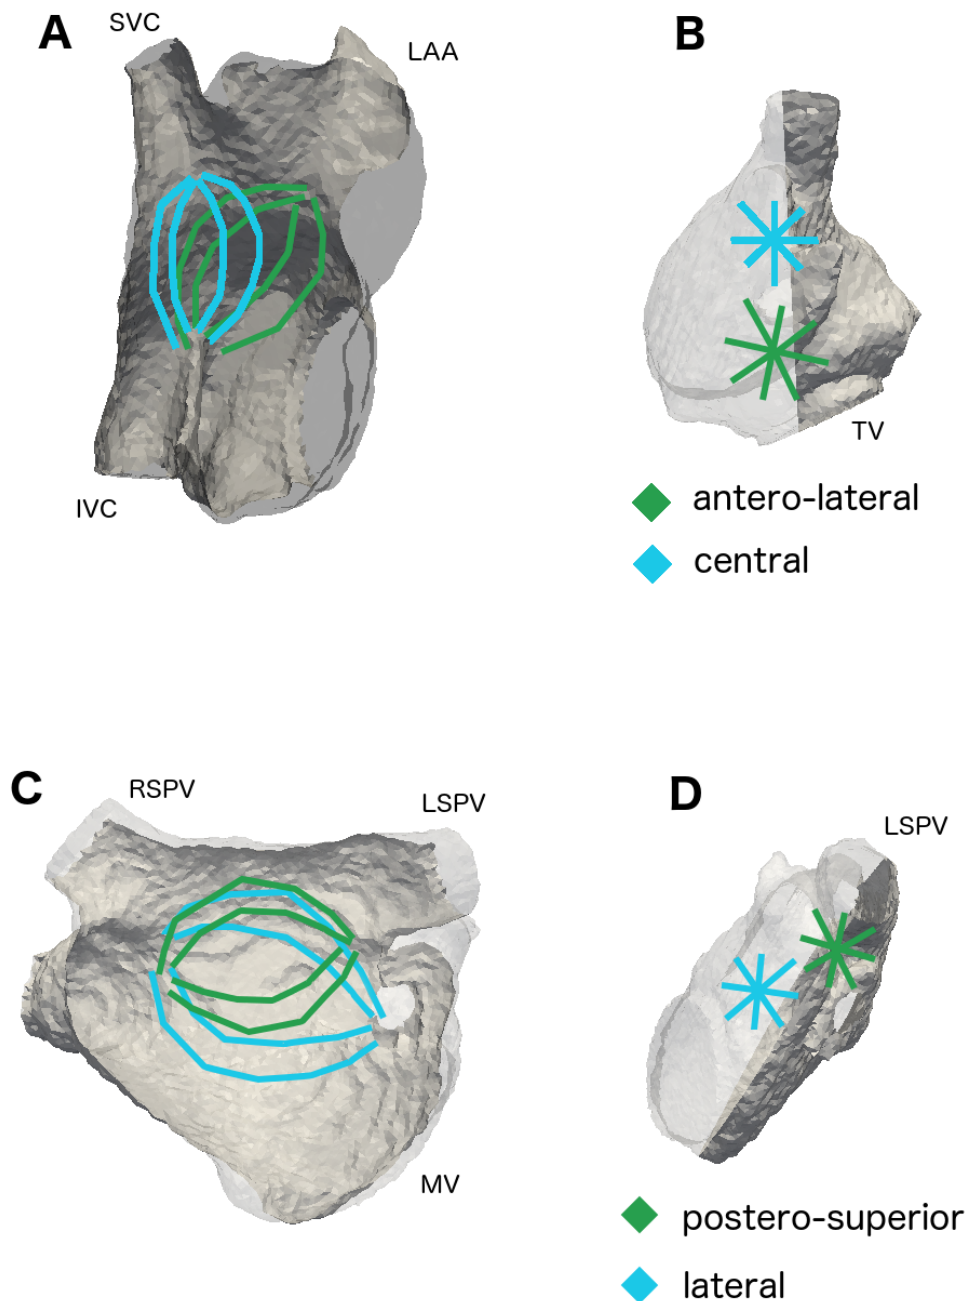 A
SVC
LAA
IVC
B
TV
antero-lateral
central
C
RSPV
LSPV
MV
D
LSPV
postero-superior
lateral